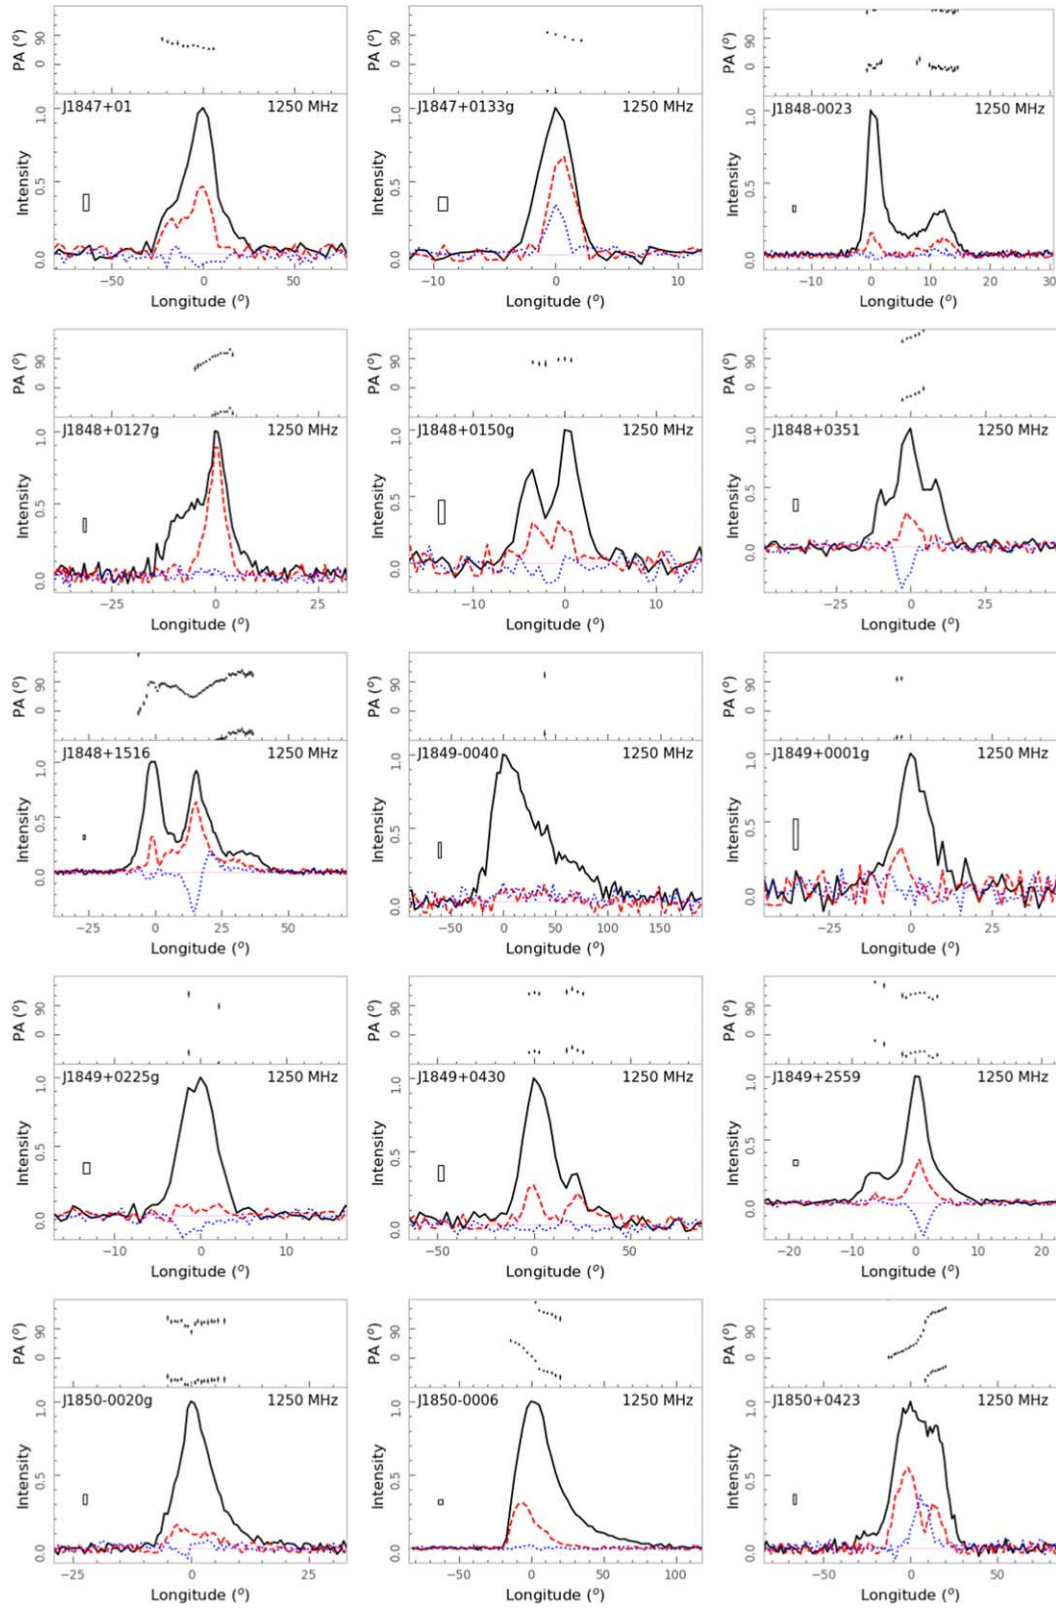 PA (°) 90 0 PA (°) 90 0 PA (°) 90 0
J1847+01 1250 MHz J1847+0133g 1250 MHz J1848-0023 1250 MHz
Intensity 1.0 0.5 0.0 Intensity 1.0 0.5 0.0 Intensity 1.0 0.5 0.0
−50 0 50 −10 0 10 −10 0 10 20 30
Longitude (°) Longitude (°) Longitude (°)
PA (°) 90 0 PA (°) 90 0 PA (°) 90 0
J1848+0127g 1250 MHz J1848+0150g 1250 MHz J1848+0351 1250 MHz
Intensity 1.0 0.5 0.0 Intensity 1.0 0.5 0.0 Intensity 1.0 0.5 0.0
−25 0 25 −10 0 10 −25 0 25
Longitude (°) Longitude (°) Longitude (°)
PA (°) 90 0 PA (°) 90 0 PA (°) 90 0
J1848+1516 1250 MHz J1849-0040 1250 MHz J1849+0001g 1250 MHz
Intensity 1.0 0.5 0.0 Intensity 1.0 0.5 0.0 Intensity 1.0 0.5 0.0
−25 0 25 50 −50 0 50 100 150 −25 0 25
Longitude (°) Longitude (°) Longitude (°)
PA (°) 90 0 PA (°) 90 0 PA (°) 90 0
J1849+0225g 1250 MHz J1849+0430 1250 MHz J1849+2559 1250 MHz
Intensity 1.0 0.5 0.0 Intensity 1.0 0.5 0.0 Intensity 1.0 0.5 0.0
−10 0 10 −50 0 50 −20 −10 0 10 20
Longitude (°) Longitude (°) Longitude (°)
PA (°) 90 0 PA (°) 90 0 PA (°) 90 0
J1850-0020g 1250 MHz J1850-0006 1250 MHz J1850+0423 1250 MHz
Intensity 1.0 0.5 0.0 Intensity 1.0 0.5 0.0 Intensity 1.0 0.5 0.0
−25 0 25 −50 0 50 100 −50 0 50
Longitude (°) Longitude (°) Longitude (°)